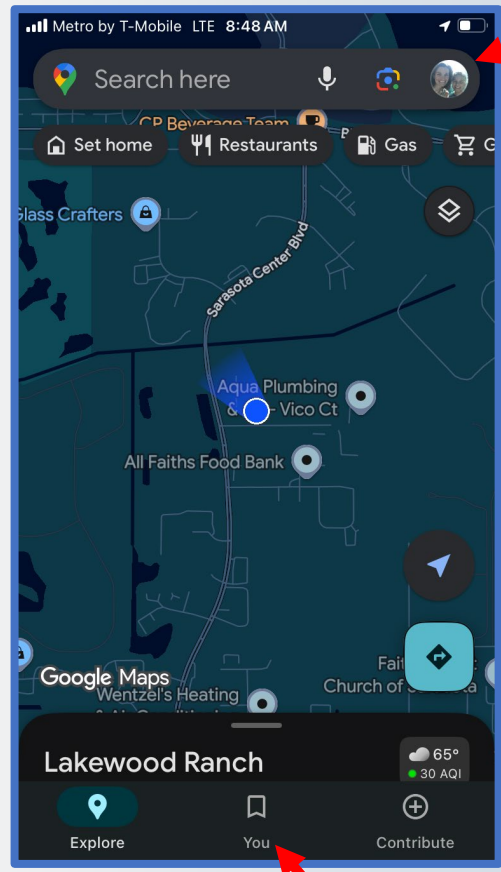 Metro by T-Mobile LTE 8:48 AM
Search here
CP Beverage Team
Set home
Restaurants
Gas
Glass Crafters
Sarasota Center Blvd
Aqua Plumbing
& - Vico Ct
All Faiths Food Bank
Google Maps
Wentzel's Heating
Church of
Lakewood Ranch
65°
30 AQI
Explore
You
Contribute